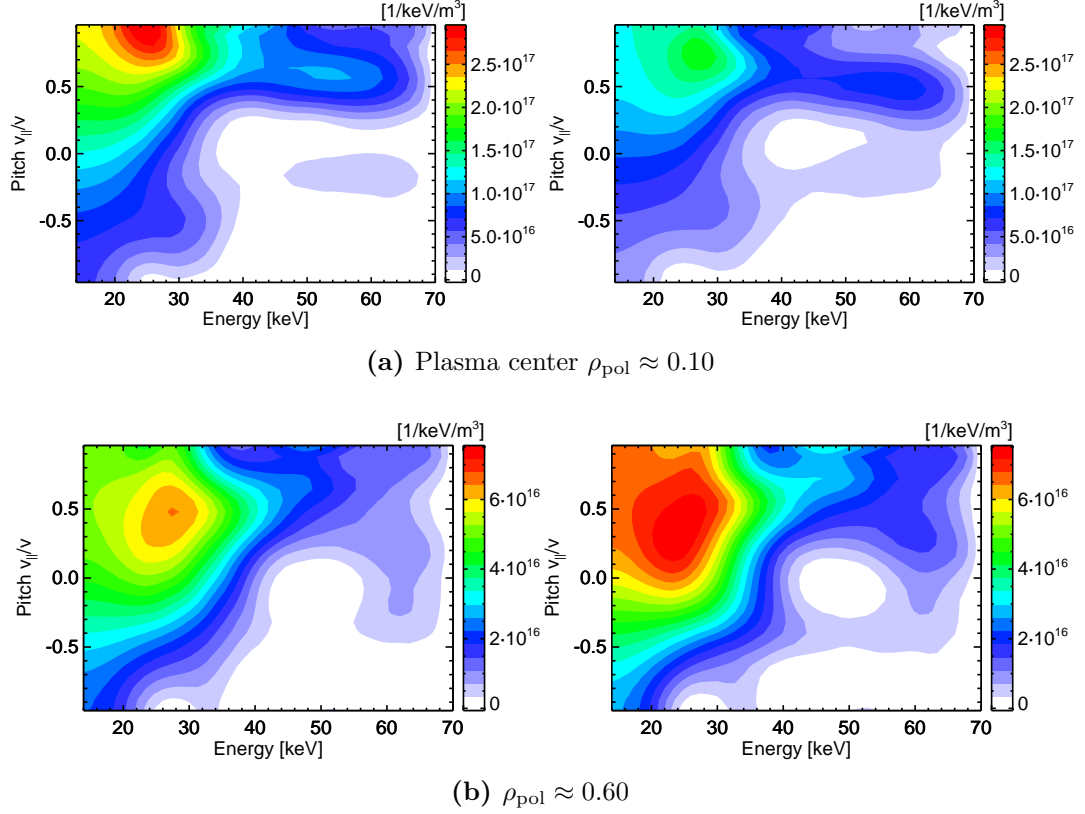 [1/keV/m³] [1/keV/m³]
0.5 2.5·10¹⁷ 0.5 2.5·10¹⁷
2.0·10¹⁷ 2.0·10¹⁷
Pitch v||/v 0.0 1.5·10¹⁷ Pitch v||/v 0.0 1.5·10¹⁷
1.0·10¹⁷ 1.0·10¹⁷
-0.5 5.0·10¹⁶ -0.5 5.0·10¹⁶
0 0
20 30 40 50 60 70 20 30 40 50 60 70
Energy [keV] Energy [keV]
(a) Plasma center ρpol ≈ 0.10
[1/keV/m³] [1/keV/m³]
0.5 6·10¹⁶ 0.5 6·10¹⁶
Pitch v||/v 0.0 4·10¹⁶ Pitch v||/v 0.0 4·10¹⁶
-0.5 2·10¹⁶ -0.5 2·10¹⁶
0 0
20 30 40 50 60 70 20 30 40 50 60 70
Energy [keV] Energy [keV]
(b) ρpol ≈ 0.60